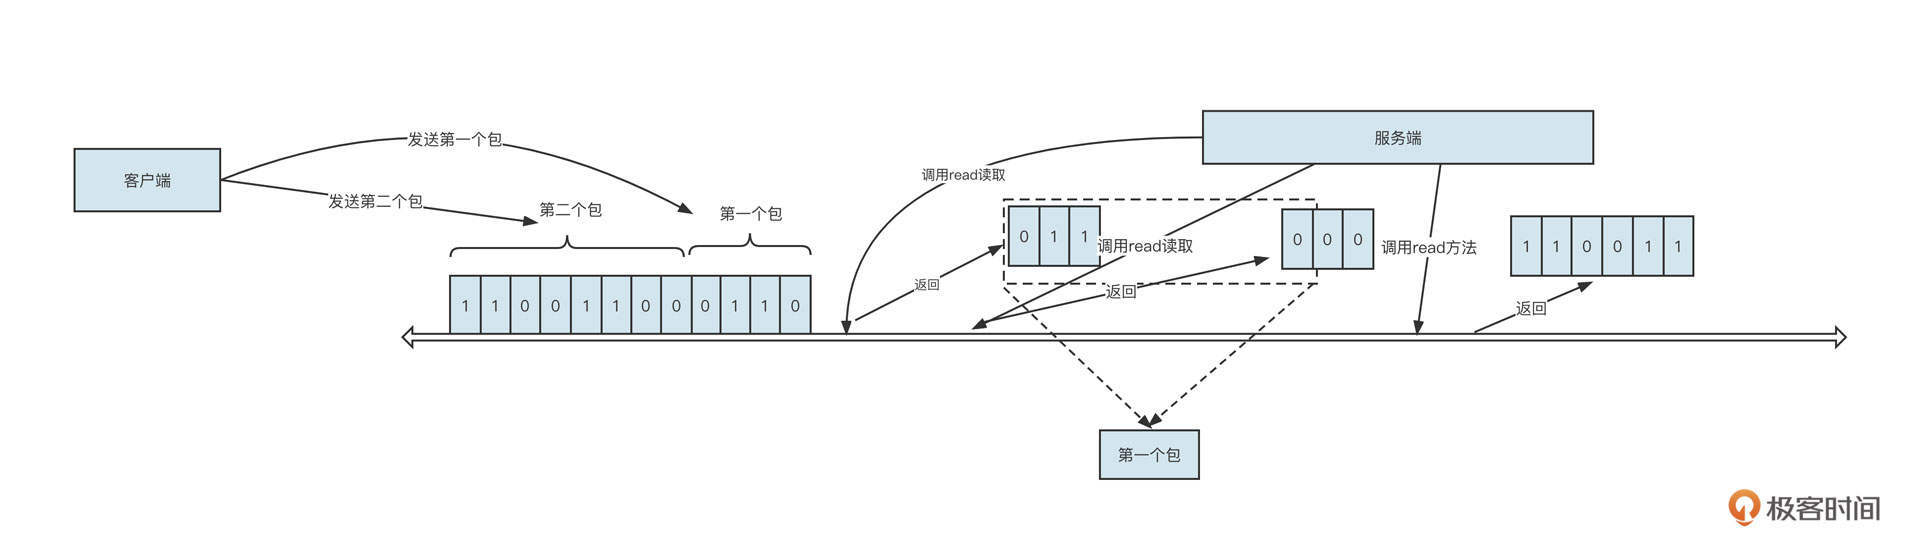 客户端
发送第一个包
发送第二个包
第二个包
第一个包
1 1 0 0 1 1 0 0 0 1 1 0
服务端
调用read读取
返回
0 1 1
调用read读取
返回
0 0 0
调用read方法
返回
1 1 0 0 1 1
第一个包
极客时间